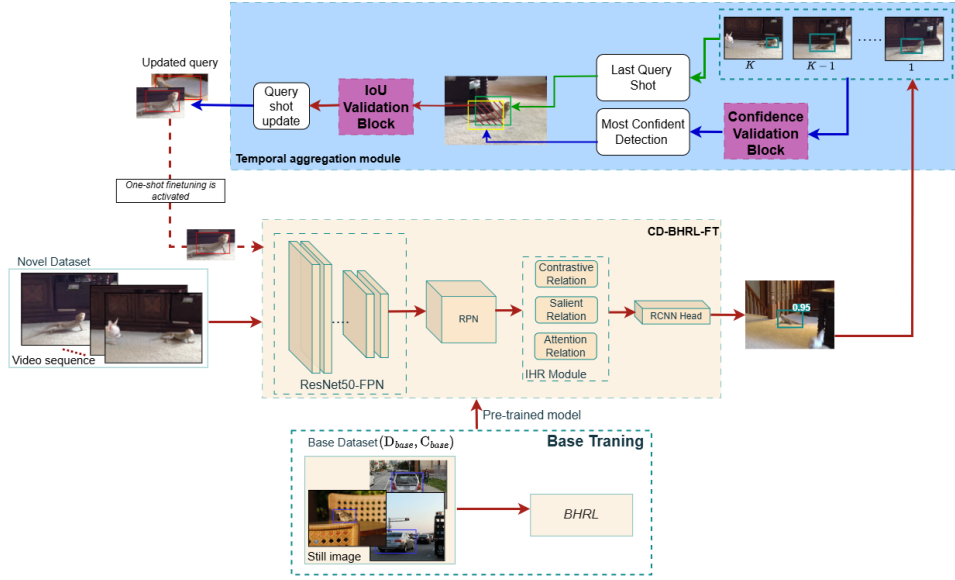 Updated query
Query
shot
update
IoU
Validation
Block
Last Query
Shot
Most Confident
Detection
Confidence
Validation
Block
K
K − 1
.....
1
Temporal aggregation module
One-shot finetuning is
activated
CD-BHRL-FT
Novel Dataset
Video sequence
....
ResNet50-FPN
RPN
Contrastive
Relation
Salient
Relation
Attention
Relation
IHR Module
RCNN Head
0.95
Pre-trained model
Base Dataset (D_base, C_base)
Base Traning
Still image
BHRL